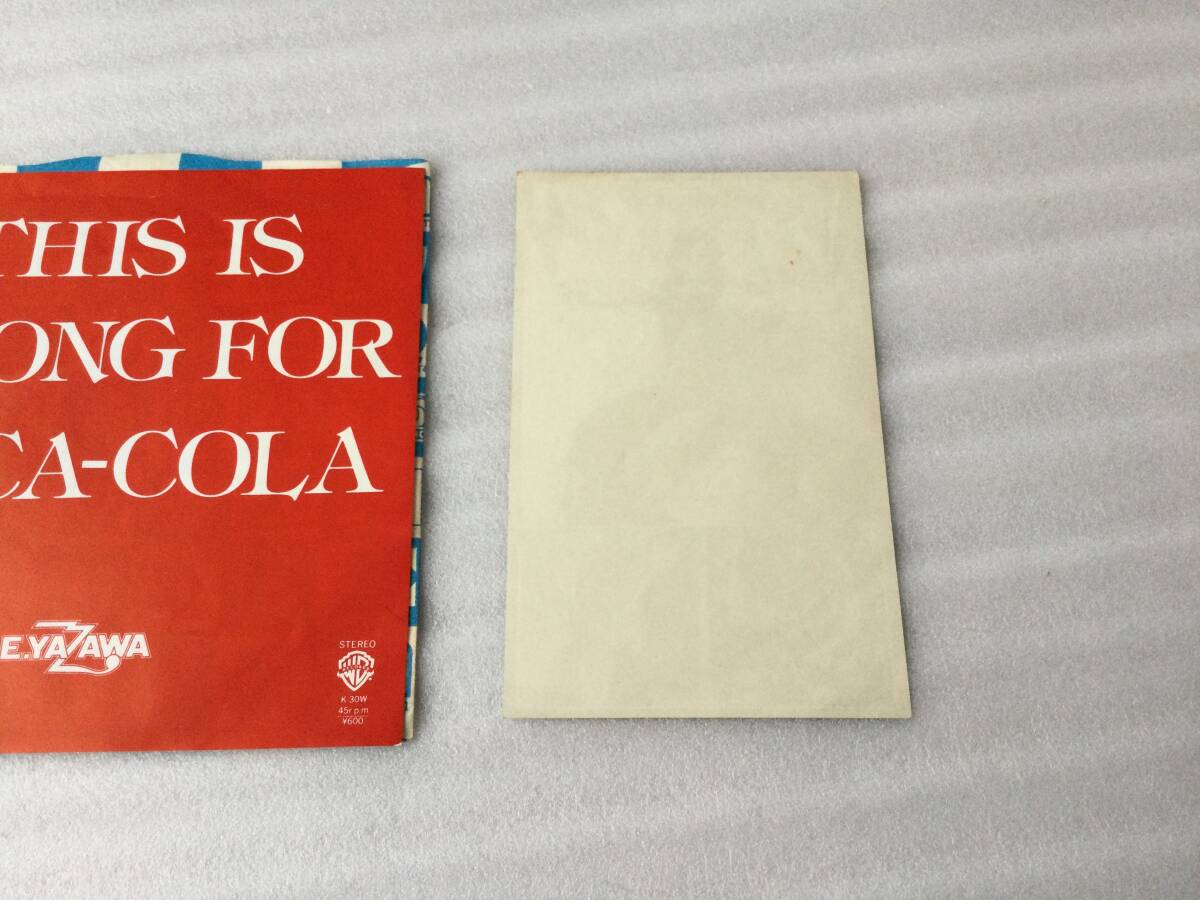 THIS IS
ONG FOR
CA-COLA
E.YAZAWA
STEREO
K-30W
45r.p.m
¥600